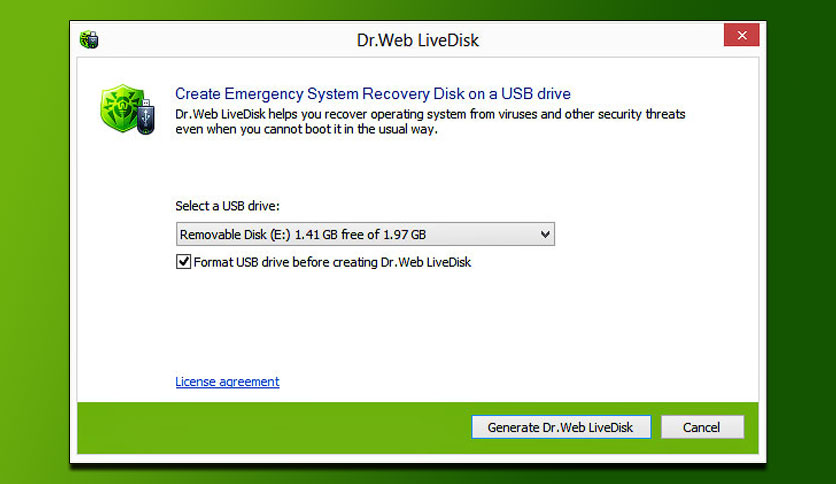 Dr.Web LiveDisk
Create Emergency System Recovery Disk on a USB drive
Dr.Web LiveDisk helps you recover operating system from viruses and other security threats
even when you cannot boot it in the usual way.
Select a USB drive:
Removable Disk (E:) 1.41 GB free of 1.97 GB
Format USB drive before creating Dr.Web LiveDisk
License agreement
Generate Dr.Web LiveDisk
Cancel